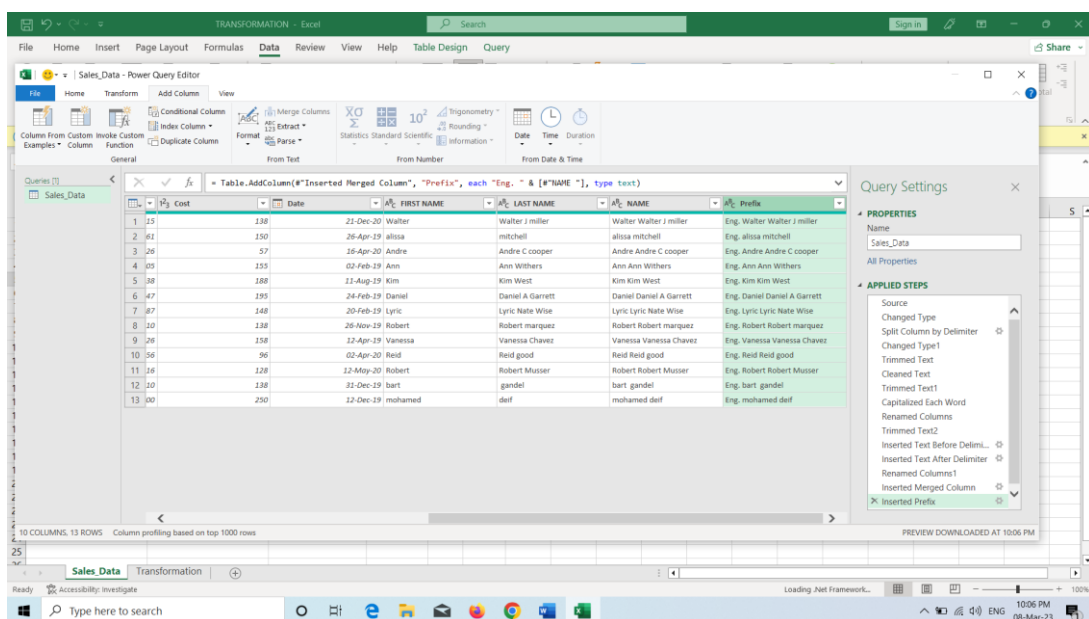 TRANSFORMATION - Excel
Search
Sign in
File Home Insert Page Layout Formulas Data Review View Help Table Design Query
Share
Sales_Data - Power Query Editor
File Home Transform Add Column View
Column From Examples
Custom Column
Invoke Custom Function
Conditional Column
Index Column
Duplicate Column
General
Format
Merge Columns
Extract
Parse
From Text
Statistics Standard Scientific
10²
Trigonometry
Rounding
Information
From Number
Date Time Duration
From Date & Time
Queries [1]
Sales_Data
fx = Table.AddColumn(#"Inserted Merged Column", "Prefix", each "Eng. " & [#"NAME "], type text)
Cost Date FIRST NAME LAST NAME NAME Prefix
1 15 138 21-Dec-20 Walter Walter J miller Walter Walter J miller Eng. Walter Walter J miller
2 61 150 26-Apr-19 alissa mitchell alissa mitchell Eng. alissa mitchell
3 26 57 16-Apr-20 Andre Andre C cooper Andre Andre C cooper Eng. Andre Andre C cooper
4 05 155 02-Feb-19 Ann Ann Withers Ann Ann Withers Eng. Ann Ann Withers
5 38 188 11-Aug-19 Kim Kim West Kim Kim West Eng. Kim Kim West
6 47 195 24-Feb-19 Daniel Daniel A Garrett Daniel Daniel A Garrett Eng. Daniel Daniel A Garrett
7 87 148 20-Feb-19 Lyric Lyric Nate Wise Lyric Lyric Nate Wise Eng. Lyric Lyric Nate Wise
8 10 138 26-Nov-19 Robert Robert marquez Robert Robert marquez Eng. Robert Robert marquez
9 26 158 12-Apr-19 Vanessa Vanessa Chavez Vanessa Vanessa Chavez Eng. Vanessa Vanessa Chavez
10 56 96 02-Apr-20 Reid Reid good Reid Reid good Eng. Reid Reid good
11 16 128 12-May-20 Robert Robert Musser Robert Robert Musser Eng. Robert Robert Musser
12 10 138 31-Dec-19 bart gandel bart gandel Eng. bart gandel
13 00 250 12-Dec-19 mohamed deif mohamed deif Eng. mohamed deif
Query Settings
PROPERTIES
Name
Sales_Data
All Properties
APPLIED STEPS
Source
Changed Type
Split Column by Delimiter
Changed Type1
Trimmed Text
Cleaned Text
Trimmed Text1
Capitalized Each Word
Renamed Columns
Trimmed Text2
Inserted Text Before Delimi...
Inserted Text After Delimiter
Renamed Columns1
Inserted Merged Column
Inserted Prefix
S
10 COLUMNS, 13 ROWS Column profiling based on top 1000 rows
PREVIEW DOWNLOADED AT 10:06 PM
25
Sales_Data Transformation
Ready Accessibility: Investigate
Loading .Net Framework...
100%
Type here to search
ENG
10:06 PM
08-Mar-23